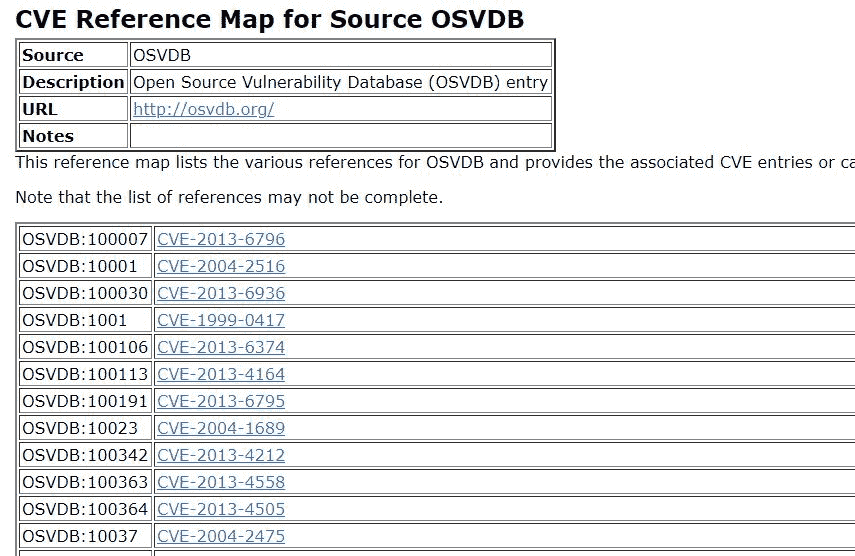 CVE Reference Map for Source OSVDB
Source OSVDB
Description Open Source Vulnerability Database (OSVDB) entry
URL http://osvdb.org/
Notes
This reference map lists the various references for OSVDB and provides the associated CVE entries or
Note that the list of references may not be complete.
OSVDB:100007 CVE-2013-6796
OSVDB:10001 CVE-2004-2516
OSVDB:100030 CVE-2013-6936
OSVDB:1001 CVE-1999-0417
OSVDB:100106 CVE-2013-6374
OSVDB:100113 CVE-2013-4164
OSVDB:100191 CVE-2013-6795
OSVDB:10023 CVE-2004-1689
OSVDB:100342 CVE-2013-4212
OSVDB:100363 CVE-2013-4558
OSVDB:100364 CVE-2013-4505
OSVDB:10037 CVE-2004-2475